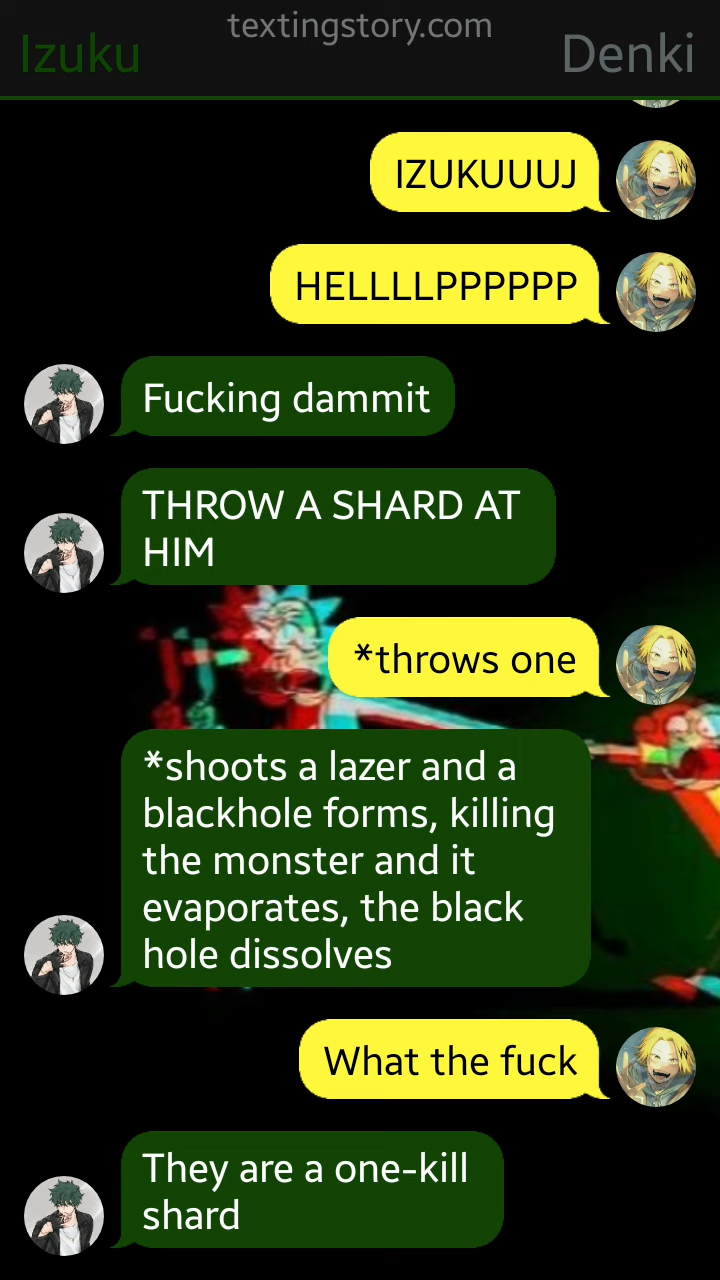 textingstory.com
Izuku
Denki
IZUKUUUJ
HELLLLPPPPPP
Fucking dammit
THROW A SHARD AT
HIM
*throws one
*shoots a lazer and a
blackhole forms, killing
the monster and it
evaporates, the black
hole dissolves
What the fuck
They are a one-kill
shard